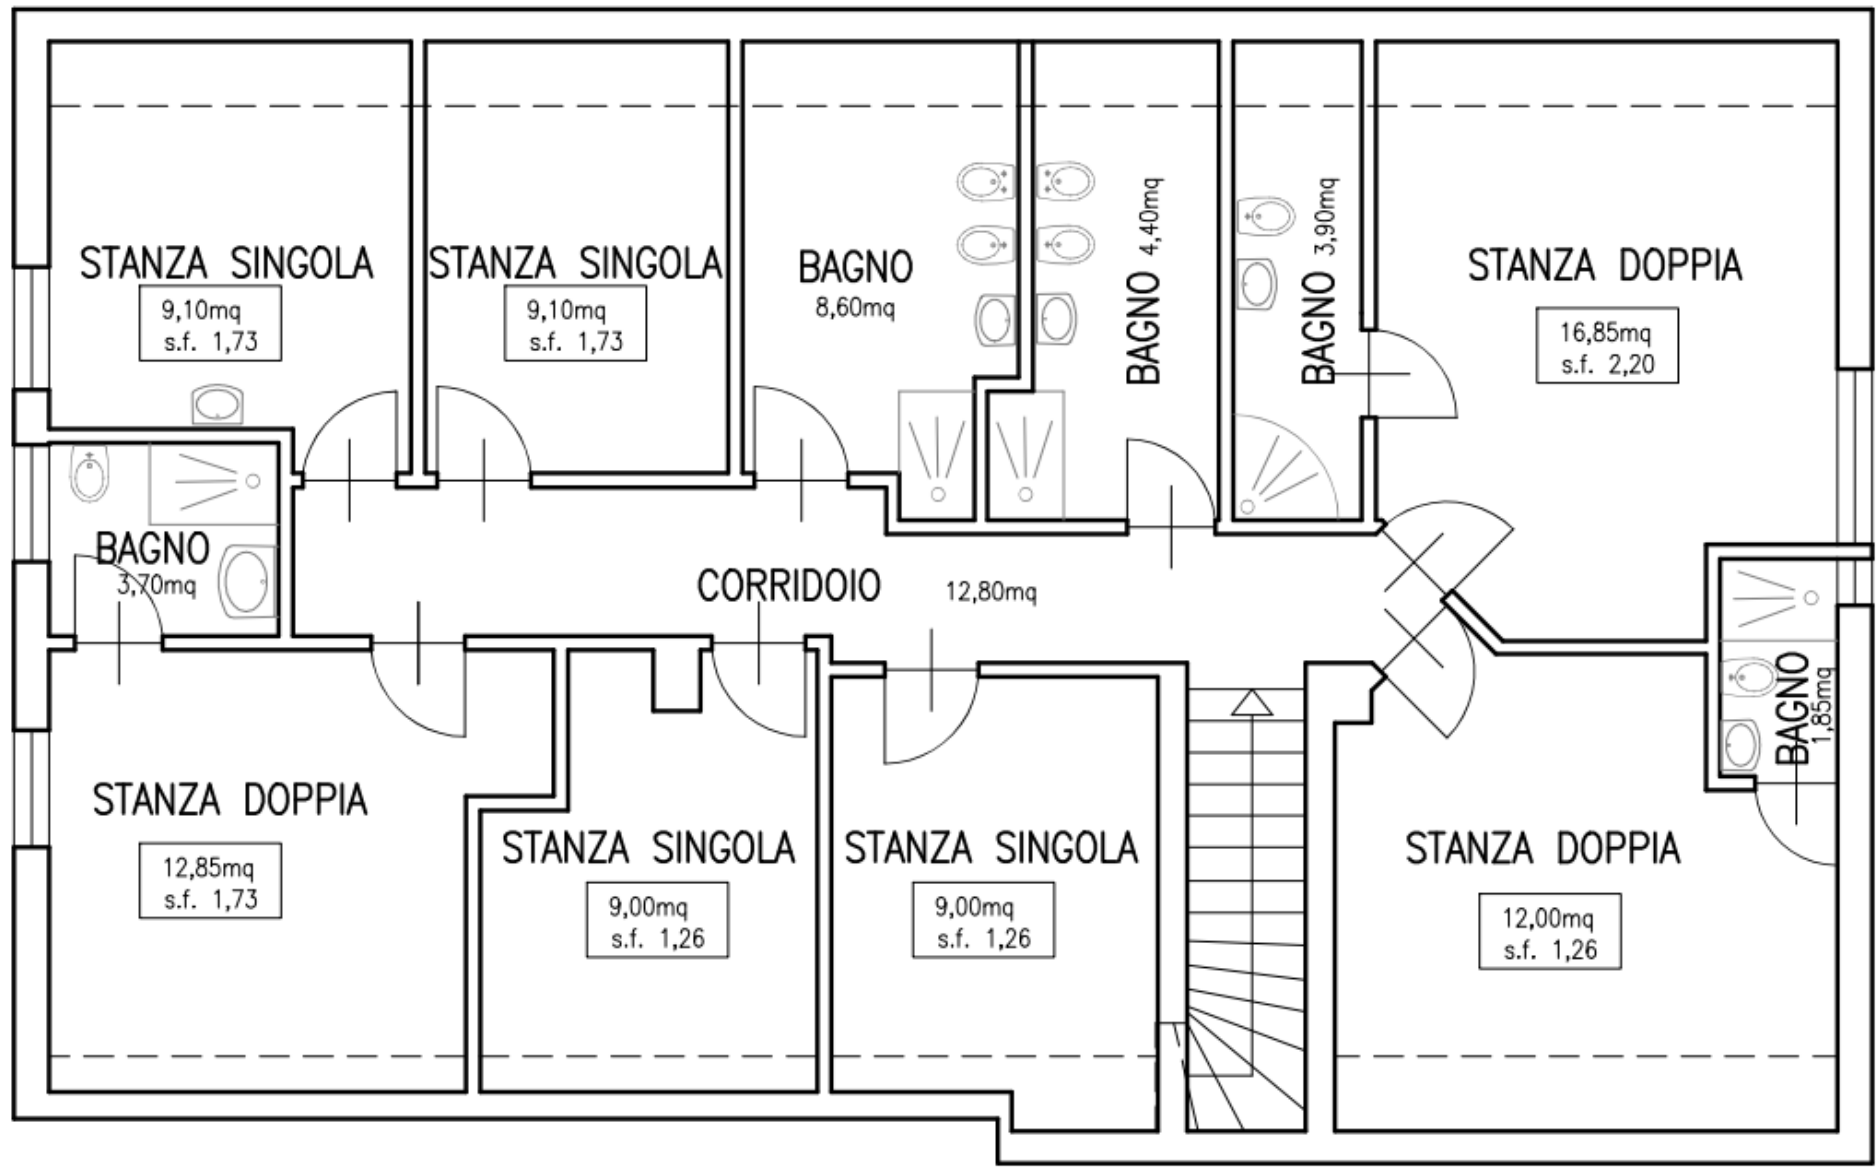 STANZA SINGOLA
9,10mq
s.f. 1,73
STANZA SINGOLA
9,10mq
s.f. 1,73
BAGNO
8,60mq
BAGNO 4,40mq
BAGNO 3,90mq
STANZA DOPPIA
16,85mq
s.f. 2,20
BAGNO
3,70mq
CORRIDOIO 12,80mq
STANZA DOPPIA
12,85mq
s.f. 1,73
STANZA SINGOLA
9,00mq
s.f. 1,26
STANZA SINGOLA
9,00mq
s.f. 1,26
STANZA DOPPIA
12,00mq
s.f. 1,26
BAGNO
1,85mq